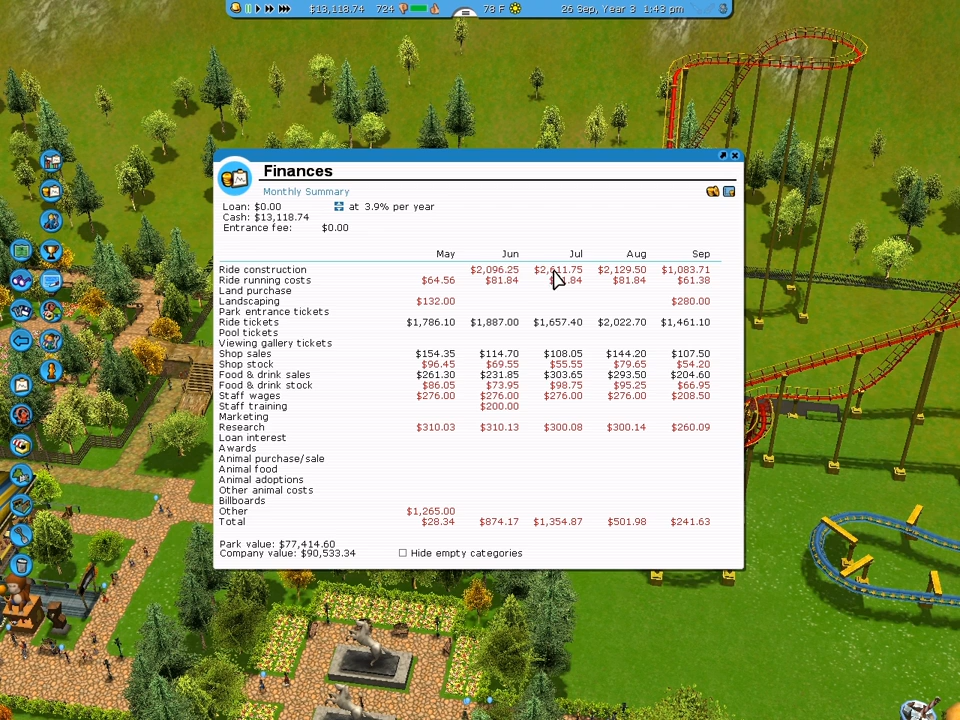 $13,118.74 724 78 F 26 Sep, Year 3 1:43 pm
Finances
Monthly Summary
Loan: $0.00 at 3.9% per year
Cash: $13,118.74
Entrance fee: $0.00
May Jun Jul Aug Sep
Ride construction $2,096.25 $2,611.75 $2,129.50 $1,083.71
Ride running costs $64.56 $81.84 $81.84 $61.38
Land purchase
Landscaping $132.00 $280.00
Park entrance tickets
Ride tickets $1,786.10 $1,887.00 $1,657.40 $2,022.70 $1,461.10
Pool tickets
Viewing gallery tickets
Shop sales $154.35 $114.70 $108.05 $144.20 $107.50
Shop stock $96.45 $69.55 $55.55 $79.65 $54.20
Food & drink sales $261.30 $231.85 $303.65 $293.50 $204.60
Food & drink stock $86.05 $73.95 $98.75 $95.25 $66.95
Staff wages $276.00 $276.00 $276.00 $276.00 $208.50
Staff training $200.00
Marketing
Research $310.03 $310.13 $300.08 $300.14 $260.09
Loan interest
Awards
Animal purchase/sale
Animal food
Animal adoptions
Other animal costs
Billboards
Other $1,265.00
Total $28.34 $874.17 $1,354.87 $501.98 $241.63
Park value: $77,414.60
Company value: $90,533.34 Hide empty categories